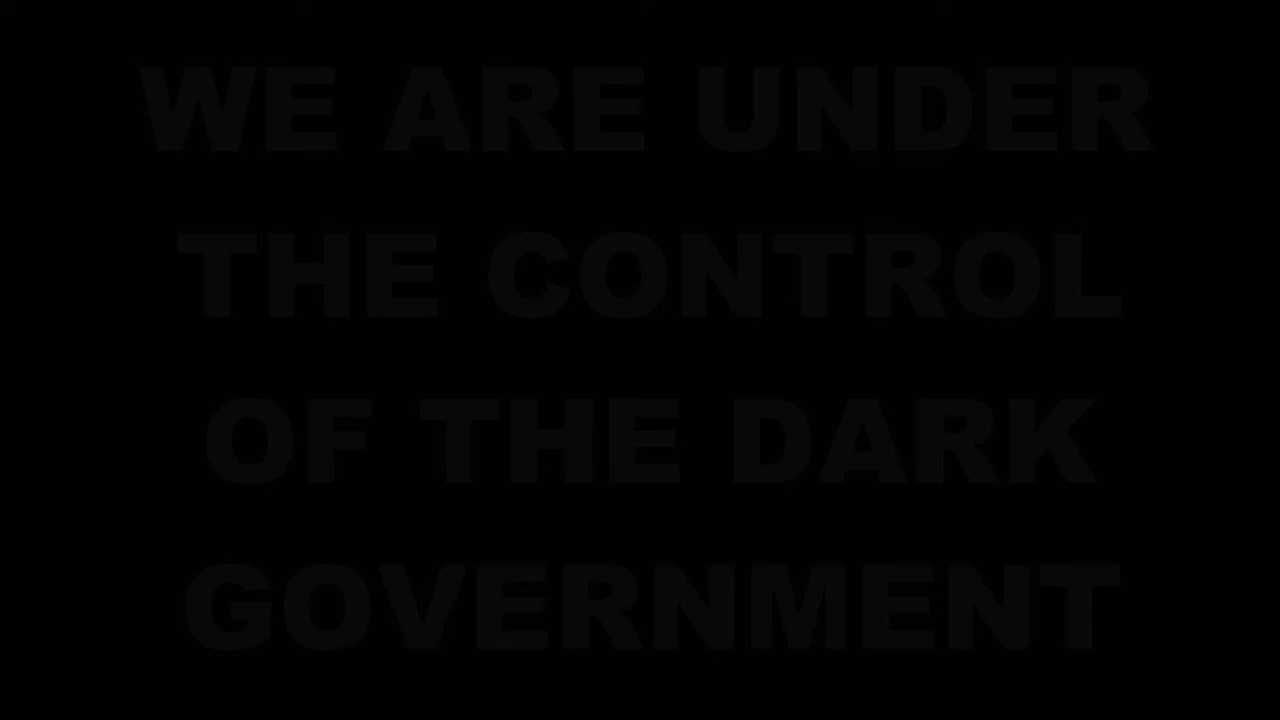 WE ARE UNDER
THE CONTROL
OF THE DARK
GOVERNMENT